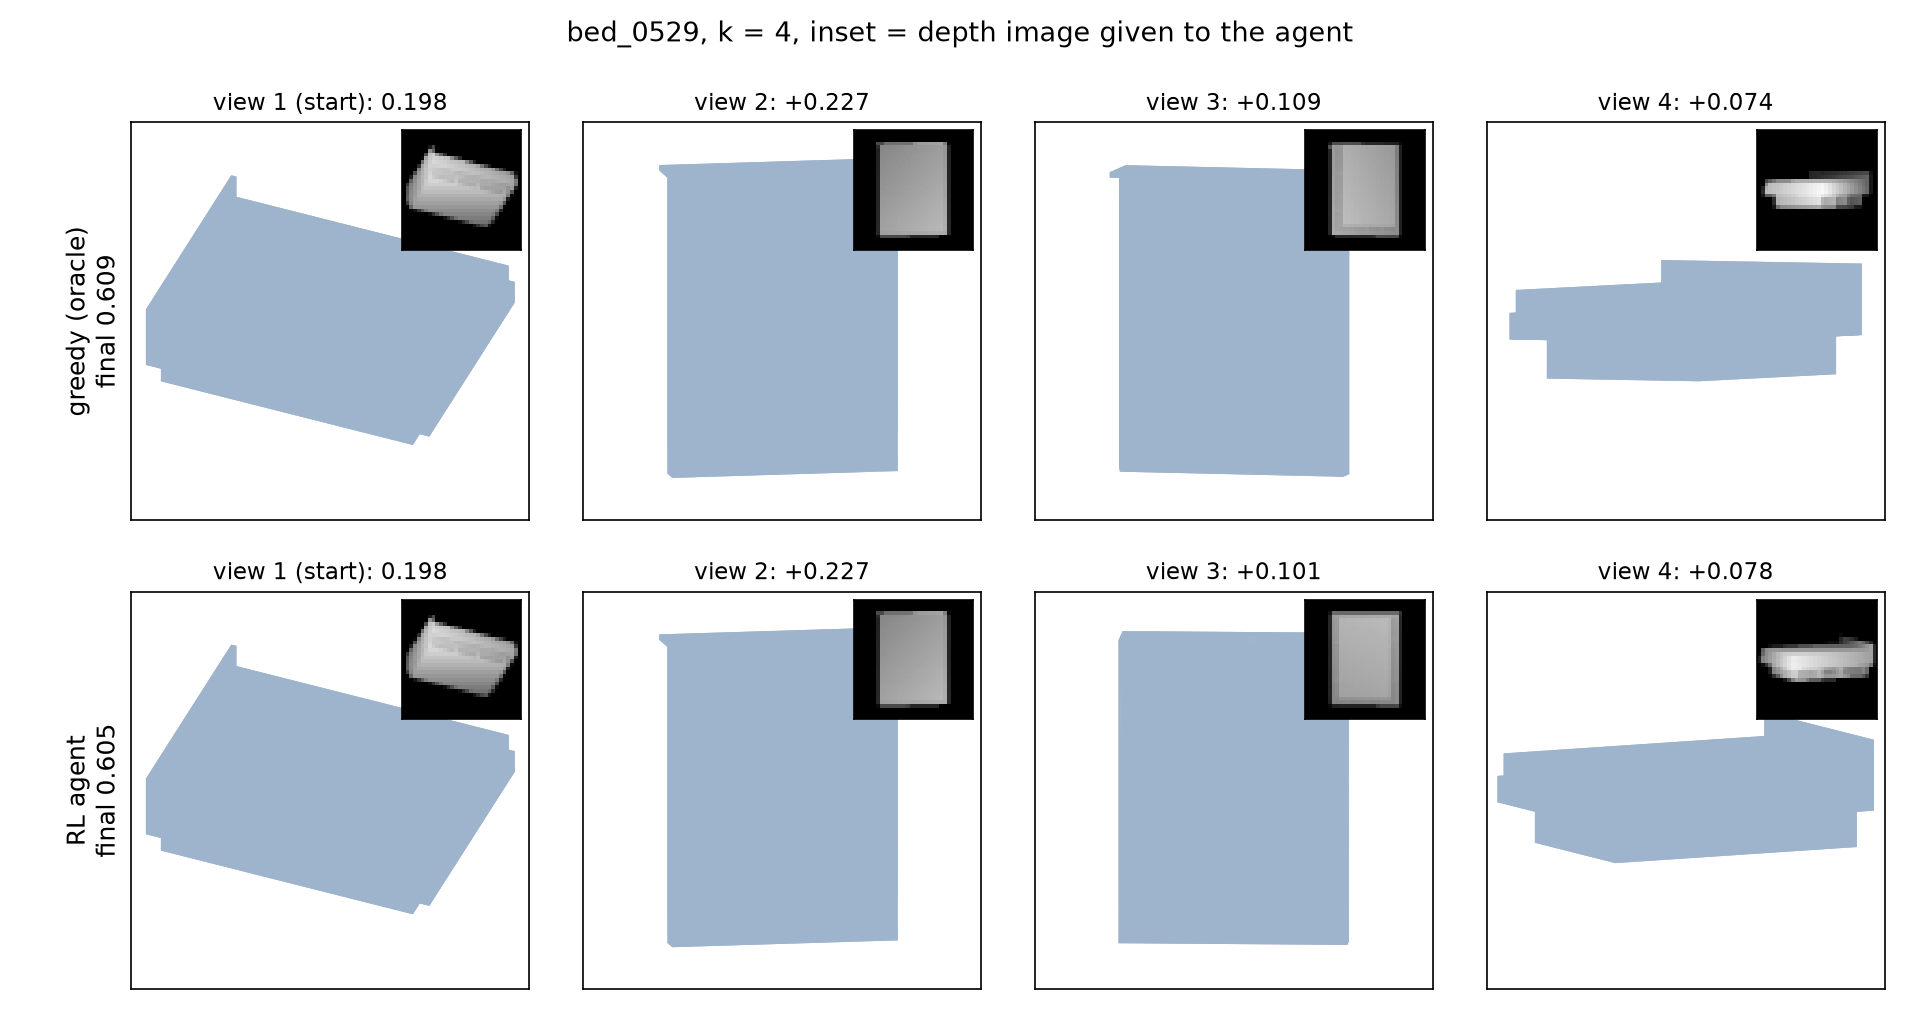 bed_0529, k = 4, inset = depth image given to the agent
greedy (oracle)
final 0.609
view 1 (start): 0.198
view 2: +0.227
view 3: +0.109
view 4: +0.074
RL agent
final 0.605
view 1 (start): 0.198
view 2: +0.227
view 3: +0.101
view 4: +0.078